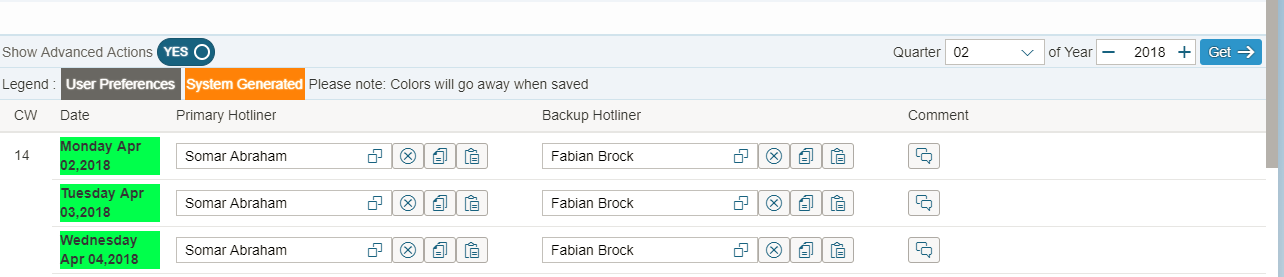 Show Advanced Actions YES Quarter 02 of Year 2018 Get
Legend : User Preferences System Generated Please note: Colors will go away when saved
CW Date Primary Hotliner Backup Hotliner Comment
14 Monday Apr 02,2018 Somar Abraham Fabian Brock
Tuesday Apr 03,2018 Somar Abraham Fabian Brock
Wednesday Apr 04,2018 Somar Abraham Fabian Brock